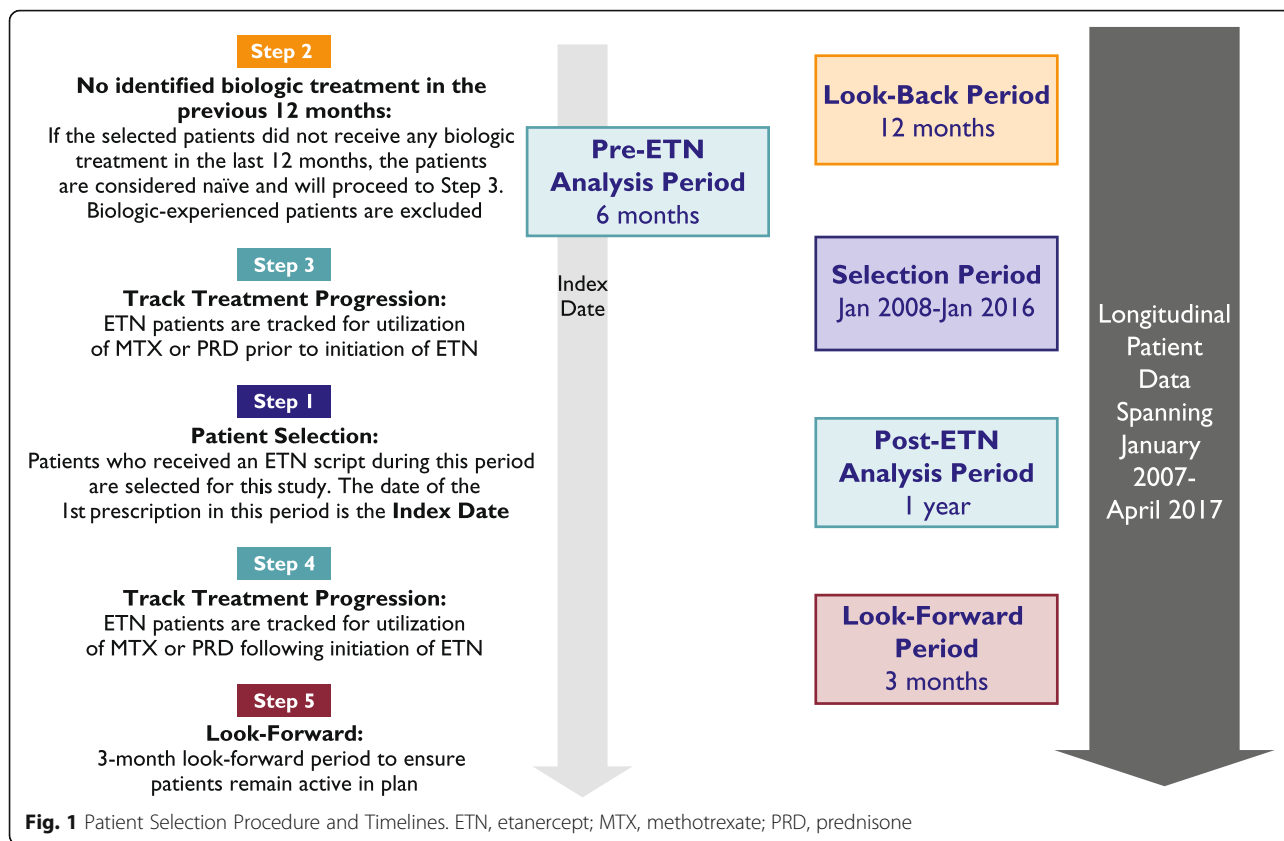 Step 2
No identified biologic treatment in the
previous 12 months:
If the selected patients did not receive any biologic
treatment in the last 12 months, the patients
are considered naïve and will proceed to Step 3.
Biologic-experienced patients are excluded
Step 3
Track Treatment Progression:
ETN patients are tracked for utilization
of MTX or PRD prior to initiation of ETN
Step 1
Patient Selection:
Patients who received an ETN script during this period
are selected for this study. The date of the
1st prescription in this period is the Index Date
Step 4
Track Treatment Progression:
ETN patients are tracked for utilization
of MTX or PRD following initiation of ETN
Step 5
Look-Forward:
3-month look-forward period to ensure
patients remain active in plan
Pre-ETN
Analysis Period
6 months
Index
Date
Look-Back Period
12 months
Selection Period
Jan 2008-Jan 2016
Post-ETN
Analysis Period
1 year
Look-Forward
Period
3 months
Longitudinal
Patient
Data
Spanning
January
2007-
April 2017
Fig. 1 Patient Selection Procedure and Timelines. ETN, etanercept; MTX, methotrexate; PRD, prednisone